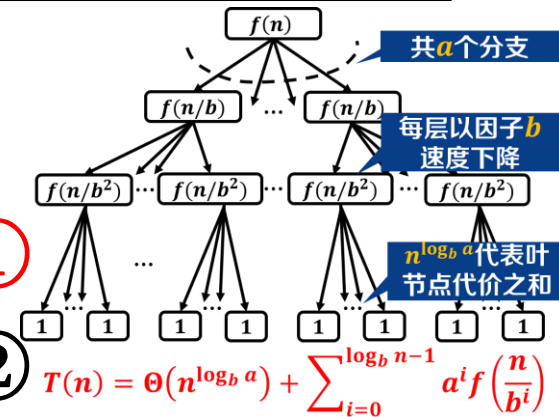 f(n)
共a个分支
f(n/b) ... f(n/b)
每层以因子b
速度下降
f(n/b²) ... f(n/b²) ... f(n/b²) ... f(n/b²)
...
n^{log_b a}代表叶
节点代价之和
... ... ... ...
1 1 1 1 1 1 1 1
2
T(n) = Θ(n^{log_b a}) + ∑_{i=0}^{log_b n−1} a^i f(n/b^i)